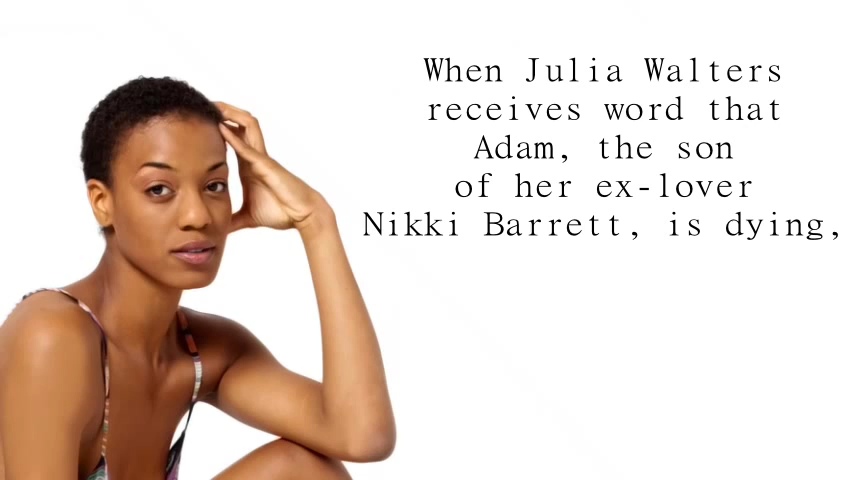 When Julia Walters
receives word that
Adam, the son
of her ex-lover
Nikki Barrett, is dying,